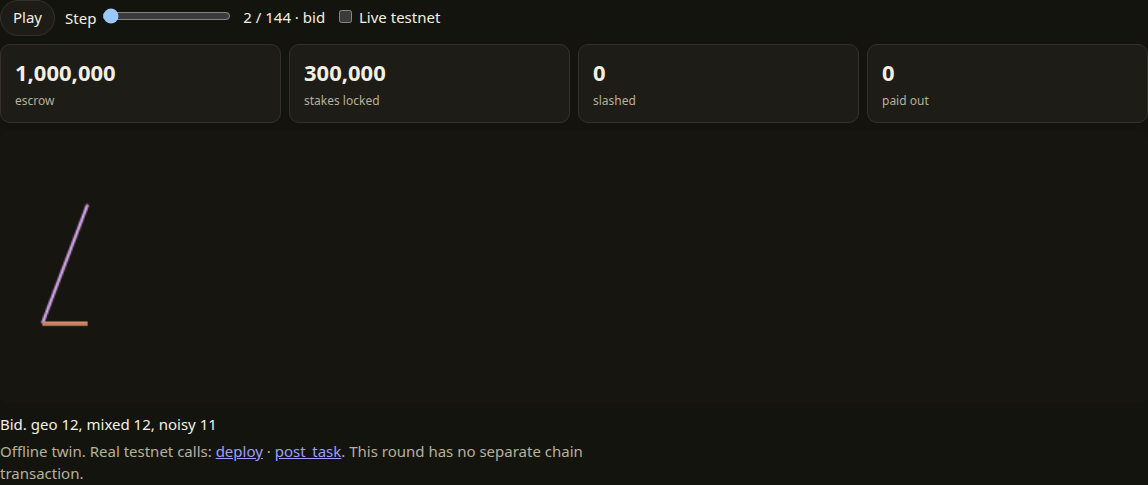 Play Step 2 / 144 · bid Live testnet
1,000,000 300,000 0 0
escrow stakes locked slashed paid out
Bid. geo 12, mixed 12, noisy 11
Offline twin. Real testnet calls: deploy · post_task. This round has no separate chain
transaction.